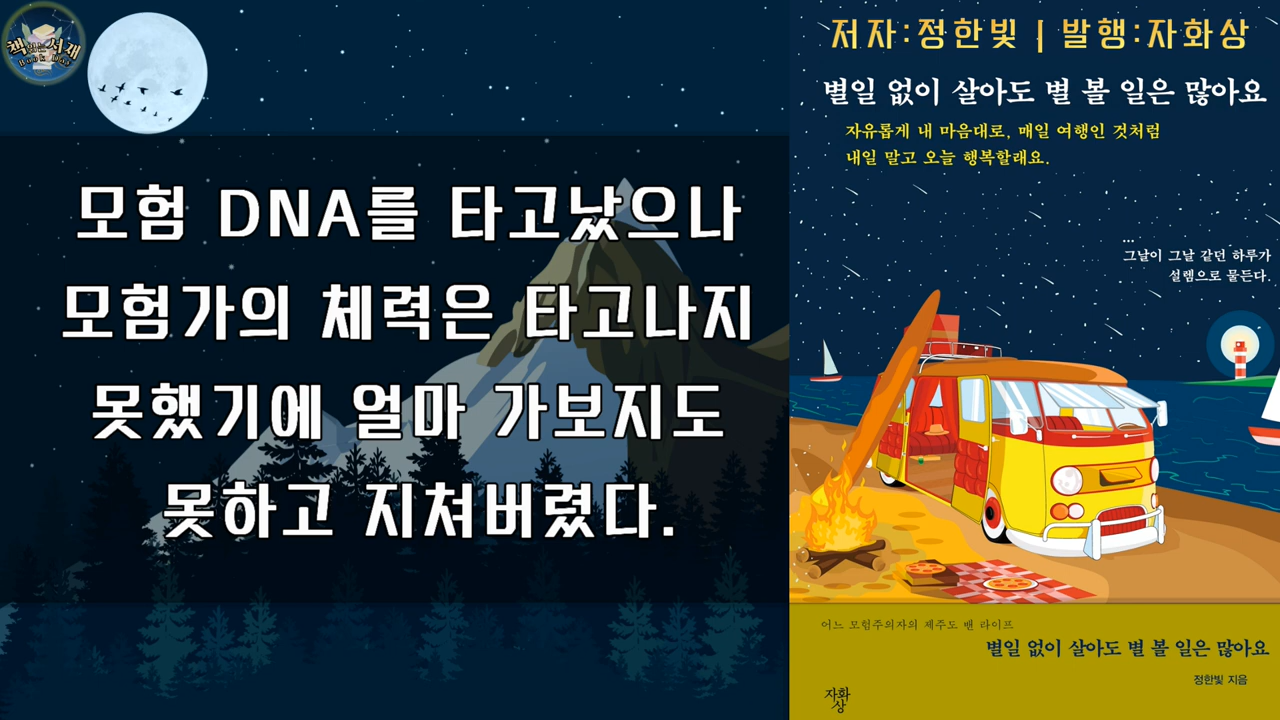 책읽는서재
Book Day
모험 DNA를 타고났으나
모험가의 체력은 타고나지
못했기에 얼마 가보지도
못하고 지쳐버렸다.
저자:정한빛 | 발행:자화상
별일 없이 살아도 별 볼 일은 많아요
자유롭게 내 마음대로, 매일 여행인 것처럼
내일 말고 오늘 행복할래요.
...
그날이 그날 같던 하루가
설렘으로 물든다.
어느 모험주의자의 제주도 밴 라이프
별일 없이 살아도 별 볼 일은 많아요
정한빛 지음
자화
상